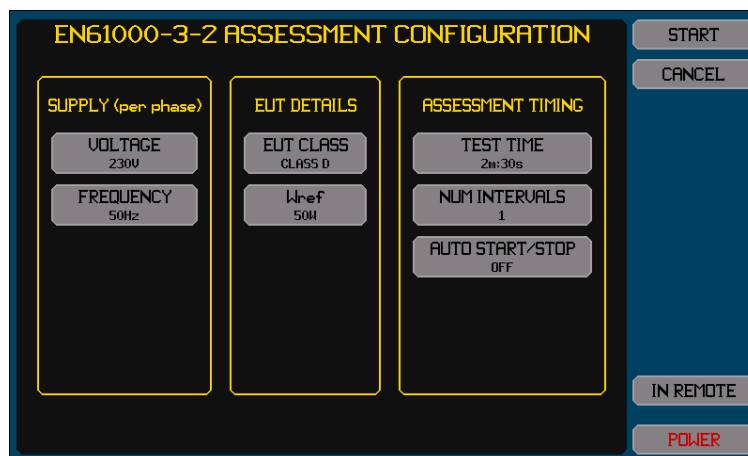 EN61000-3-2 ASSESSMENT CONFIGURATION
SUPPLY (per phase)
VOLTAGE
230V
FREQUENCY
50Hz
EUT DETAILS
EUT CLASS
CLASS D
Wref
50W
ASSESSMENT TIMING
TEST TIME
2m:30s
NUM INTERVALS
1
AUTO START/STOP
OFF
START
CANCEL
IN REMOTE
POWER